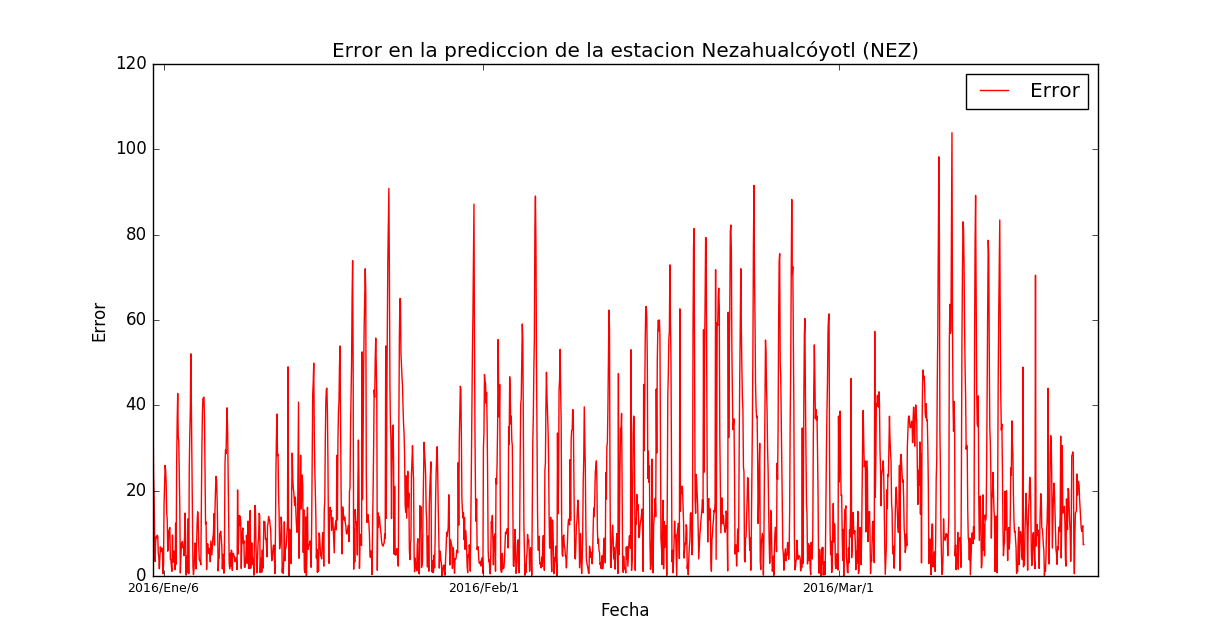 Error en la prediccion de la estacion Nezahualcóyotl (NEZ)
120
Error
100
80
60
40
20
0
Error
2016/Ene/6
2016/Feb/1
2016/Mar/1
Fecha